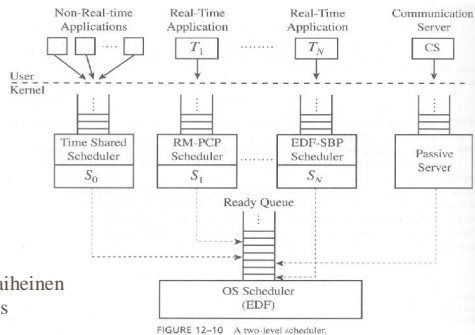 Non-Real-time
Applications
Real-Time
Application
Real-Time
Application
Communication
Server
T₁
T_N
CS
User
Kernel
Time Shared
Scheduler
S₀
RM-PCP
Scheduler
S₁
EDF-SBP
Scheduler
S_N
Passive
Server
Ready Queue
aiheinen
s
OS Scheduler
(EDF)
FIGURE 12–10 A two-level scheduler.